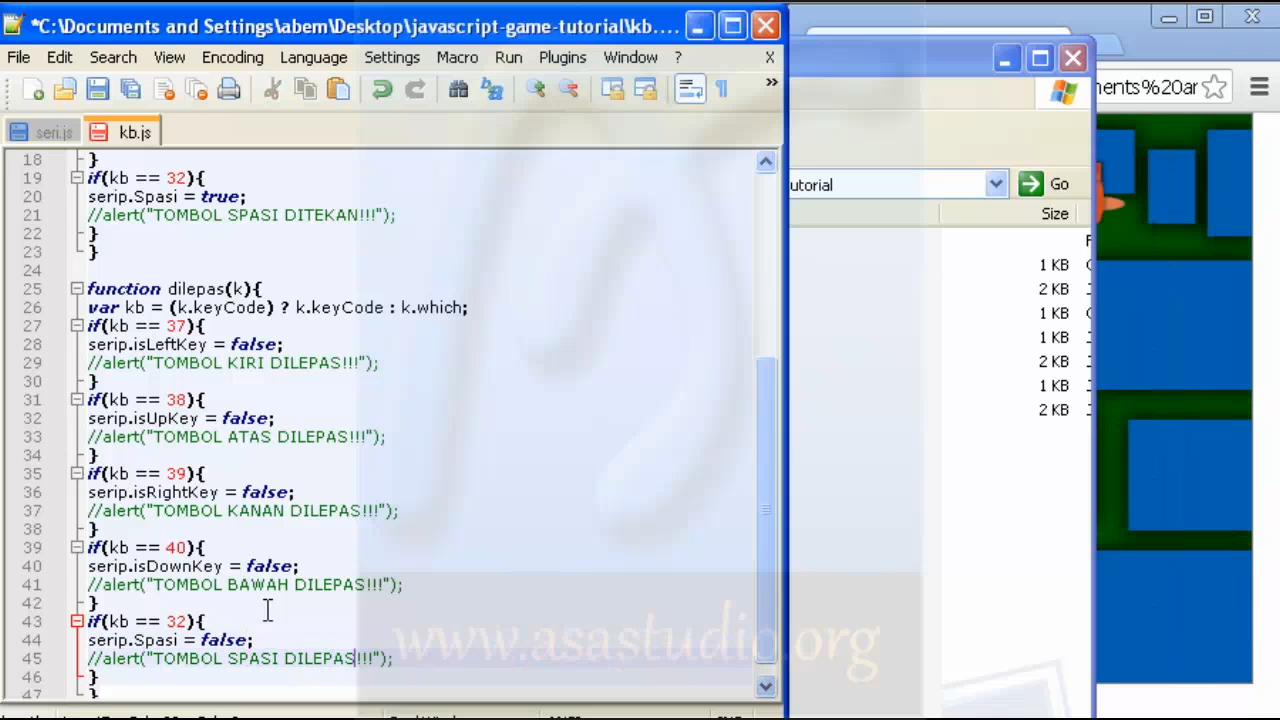 *C:\Documents and Settings\abem\Desktop\javascript-game-tutorial\kb....
File Edit Search View Encoding Language Settings Macro Run Plugins Window ? X
seri.js kb.js
18 }
19 if(kb == 32){
20 serip.Spasi = true;
21 //alert("TOMBOL SPASI DITEKAN!!!");
22 }
23 }
24
25 function dilepas(k){
26 var kb = (k.keyCode) ? k.keyCode : k.which;
27 if(kb == 37){
28 serip.isLeftKey = false;
29 //alert("TOMBOL KIRI DILEPAS!!!");
30 }
31 if(kb == 38){
32 serip.isUpKey = false;
33 //alert("TOMBOL ATAS DILEPAS!!!");
34 }
35 if(kb == 39){
36 serip.isRightKey = false;
37 //alert("TOMBOL KANAN DILEPAS!!!");
38 }
39 if(kb == 40){
40 serip.isDownKey = false;
41 //alert("TOMBOL BAWAH DILEPAS!!!");
42 }
43 if(kb == 32){
44 serip.Spasi = false;
45 //alert("TOMBOL SPASI DILEPAS!!!");
46 }
47 }
www.asastudio.org
ments%20ar
utorial Go
Size
1 KB
2 KB
1 KB
1 KB
2 KB
1 KB
2 KB